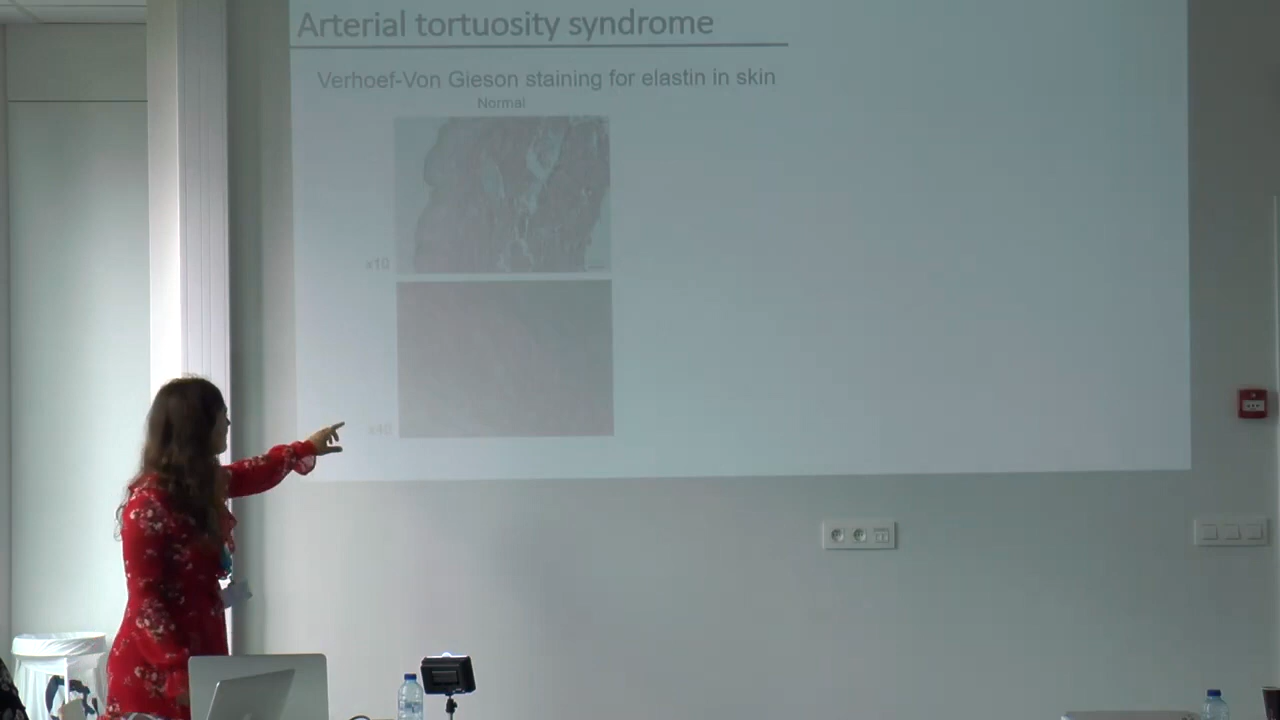 Arterial tortuosity syndrome
Verhoef-Von Gieson staining for elastin in skin
Normal
x10
x40